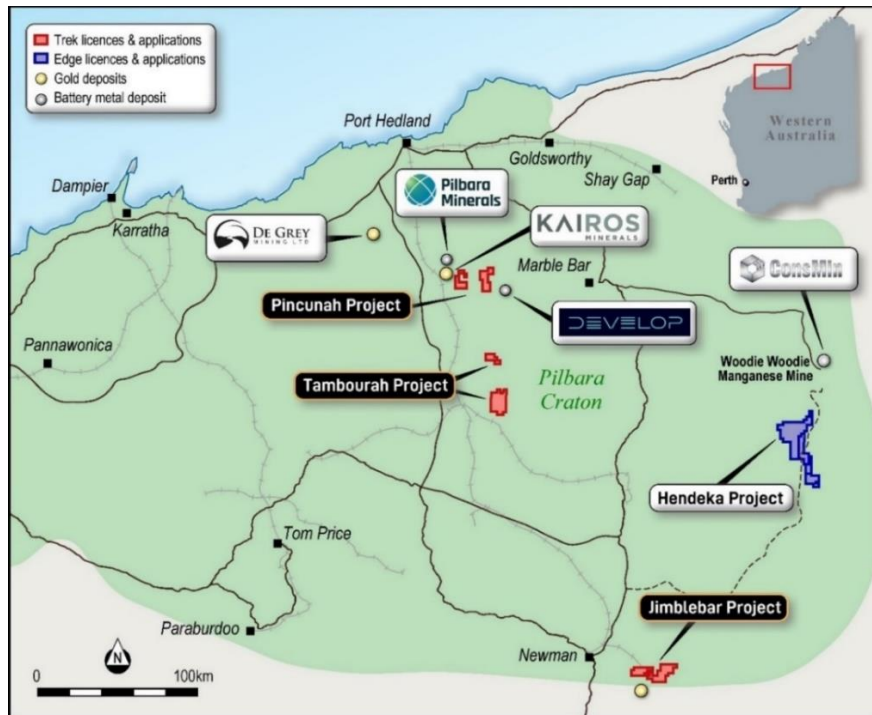 Trek licences & applications
Edge licences & applications
Gold deposits
Battery metal deposit
Western
Australia
Perth
Port Hedland
Goldsworthy
Shay Gap
Dampier
Karratha
Pilbara
Minerals
DE GREY
MINING LTD
KAIROS
MINERALS
Marble Bar
ConsMin
Pincunah Project
DEVELOP
Pannawonica
Woodie Woodie
Manganese Mine
Tambourah Project
Pilbara
Craton
Hendeka Project
Tom Price
Jimblebar Project
Paraburdoo
Newman
N
0 100km